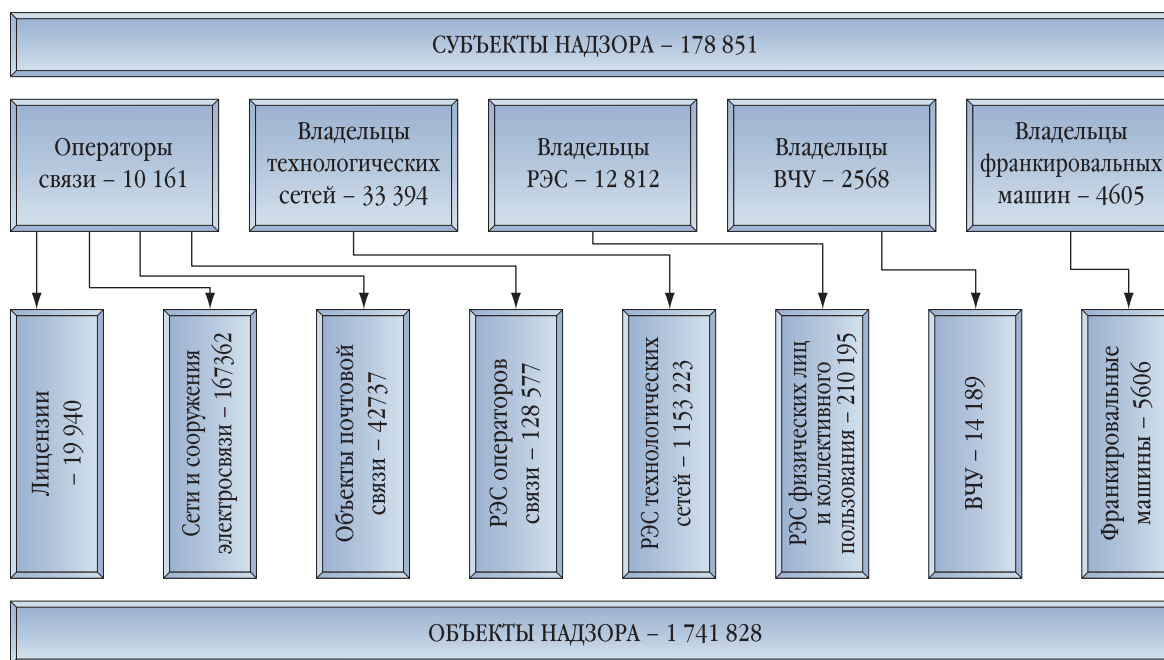 СУБЪЕКТЫ НАДЗОРА – 178 851
Операторы
связи – 10 161
Владельцы
технологических
сетей – 33 394
Владельцы
РЭС – 12 812
Владельцы
ВЧУ – 2568
Владельцы
франкировальных
машин – 4605
Лицензии
– 19 940
Сети и сооружения
электросвязи – 167362
Объекты почтовой
связи – 42737
РЭС операторов
связи – 128 577
РЭС технологических
сетей – 1 153 223
РЭС физических лиц
и коллективного
пользования – 210 195
ВЧУ – 14 189
Франкировальные
машины – 5606
ОБЪЕКТЫ НАДЗОРА – 1 741 828